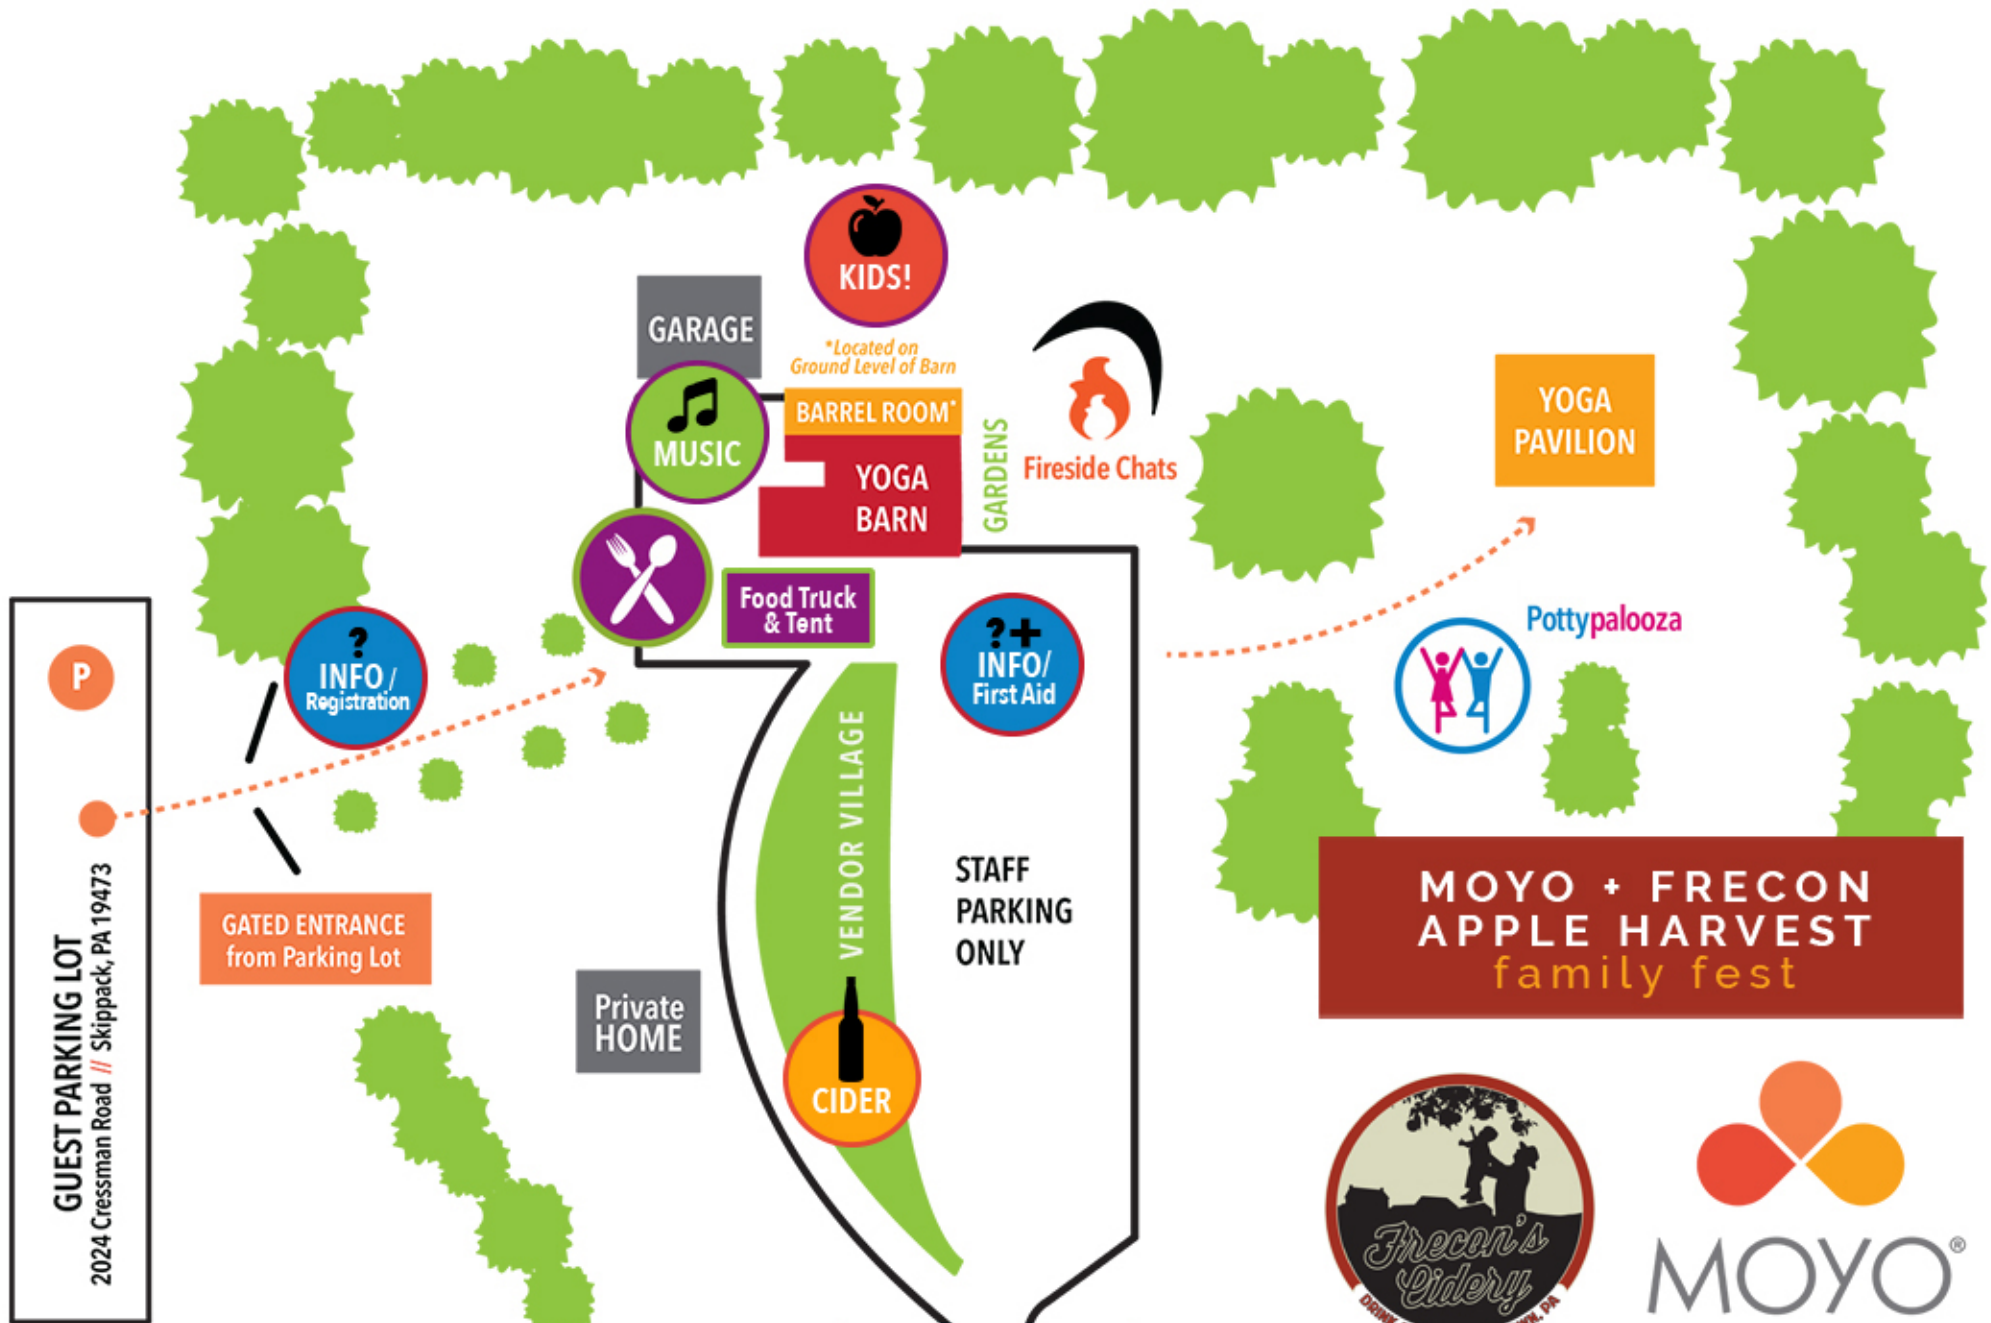 KIDS!
GARAGE
*Located on
Ground Level of Barn
BARREL ROOM*
MUSIC
YOGA
BARN
GARDENS
Fireside Chats
YOGA
PAVILION
Food Truck
& Tent
?+
INFO/
First Aid
Pottypalooza
P
?
INFO/
Registration
VENDOR VILLAGE
STAFF
PARKING
ONLY
GATED ENTRANCE
from Parking Lot
GUEST PARKING LOT
2024 Cressman Road // Skippack, PA 19473
Private
HOME
CIDER
MOYO + FRECON
APPLE HARVEST
family fest
Frecon's
Cidery
DRINK
PA
MOYO®